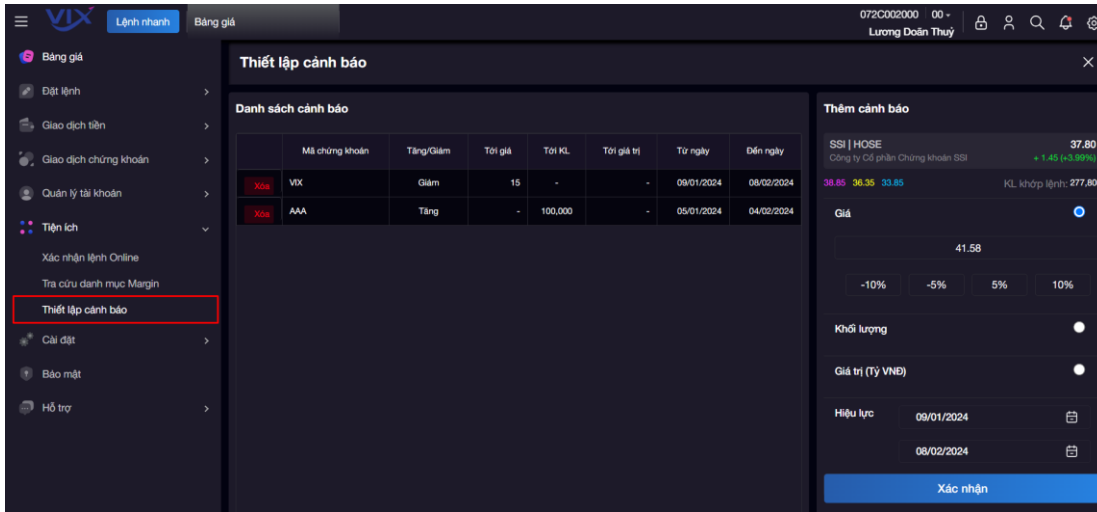 VIX
Lệnh nhanh
Bảng giá
072C002000 00
Lương Doãn Thuỳ
Bảng giá
Đặt lệnh
Giao dịch tiền
Giao dịch chứng khoán
Quản lý tài khoản
Tiện ích
Xác nhận lệnh Online
Tra cứu danh mục Margin
Thiết lập cảnh báo
Cài đặt
Bảo mật
Hỗ trợ
Thiết lập cảnh báo
Danh sách cảnh báo
Mã chứng khoán Tăng/Giảm Tới giá Tới KL Tới giá trị Từ ngày Đến ngày
Xóa VIX Giảm 15 - - 09/01/2024 08/02/2024
Xóa AAA Tăng - 100,000 - 05/01/2024 04/02/2024
Thêm cảnh báo
SSI | HOSE 37.80
Công ty Cổ phần Chứng khoán SSI + 1.45 (+3.99%)
38.85 36.35 33.85 KL khớp lệnh: 277,80
Giá
41.58
-10% -5% 5% 10%
Khối lượng
Giá trị (Tỷ VNĐ)
Hiệu lực 09/01/2024
08/02/2024
Xác nhận